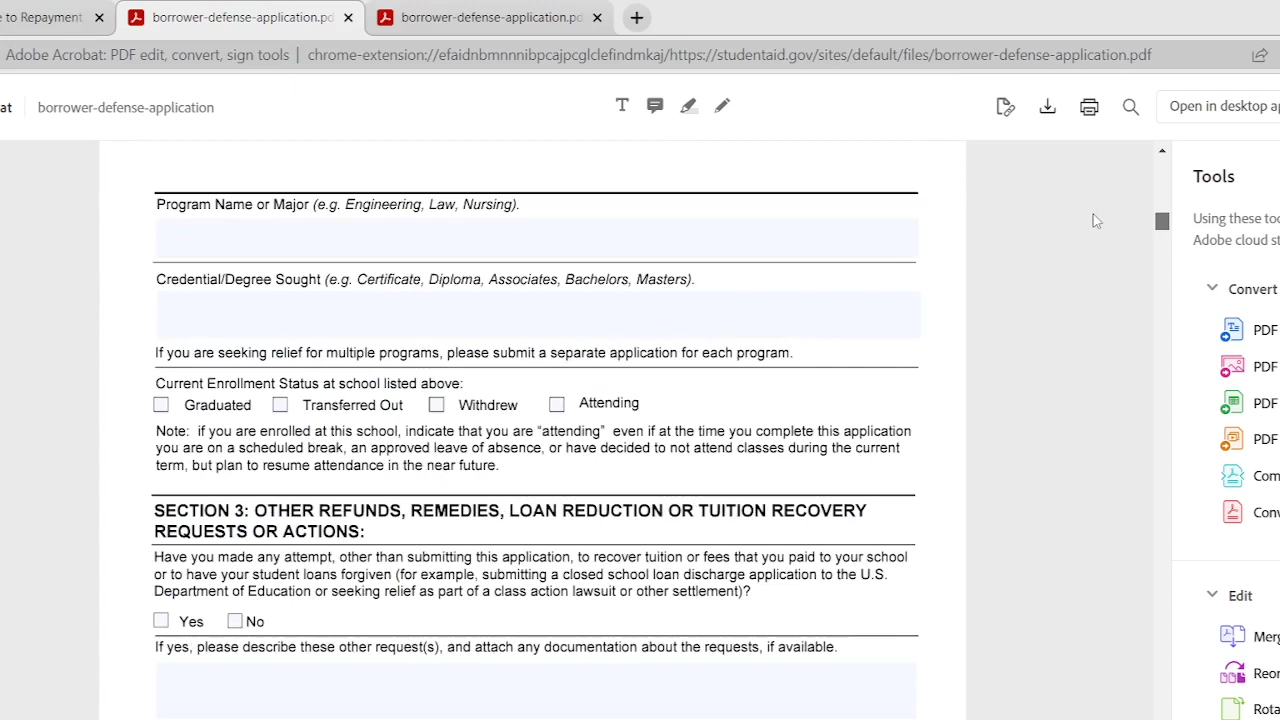 e to Repayment
borrower-defense-application.pd
borrower-defense-application.pd
Adobe Acrobat: PDF edit, convert, sign tools | chrome-extension://efaidnbmnnnibpcajpcglclefindmkaj/https://studentaid.gov/sites/default/files/borrower-defense-application.pdf
at
borrower-defense-application
Open in desktop ap
Program Name or Major (e.g. Engineering, Law, Nursing).
Credential/Degree Sought (e.g. Certificate, Diploma, Associates, Bachelors, Masters).
If you are seeking relief for multiple programs, please submit a separate application for each program.
Current Enrollment Status at school listed above:
Graduated Transferred Out Withdrew Attending
Note: if you are enrolled at this school, indicate that you are “attending” even if at the time you complete this application
you are on a scheduled break, an approved leave of absence, or have decided to not attend classes during the current
term, but plan to resume attendance in the near future.
SECTION 3: OTHER REFUNDS, REMEDIES, LOAN REDUCTION OR TUITION RECOVERY
REQUESTS OR ACTIONS:
Have you made any attempt, other than submitting this application, to recover tuition or fees that you paid to your school
or to have your student loans forgiven (for example, submitting a closed school loan discharge application to the U.S.
Department of Education or seeking relief as part of a class action lawsuit or other settlement)?
Yes No
If yes, please describe these other request(s), and attach any documentation about the requests, if available.
Tools
Using these too
Adobe cloud st
Convert
PDF
PDF
PDF
PDF
Com
Conv
Edit
Merg
Reor
Rota